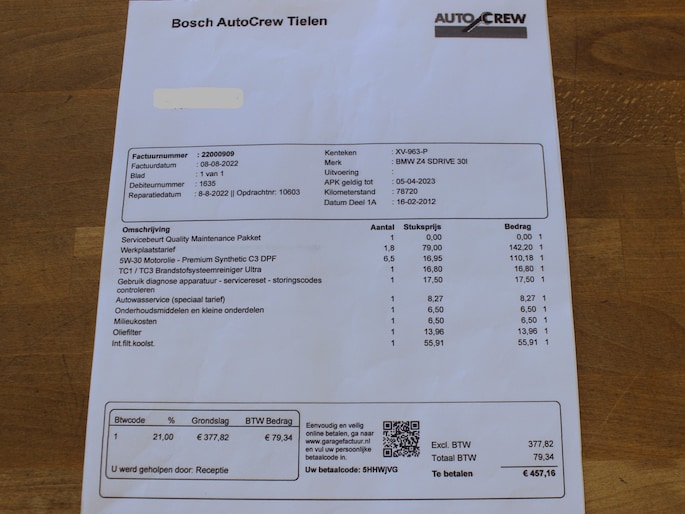 Bosch AutoCrew Tielen
AUTO CREW
Factuurnummer : 22000909
Factuurdatum : 08-08-2022
Blad : 1 van 1
Debiteurnummer : 1635
Reparatiedatum : 8-8-2022 || Opdrachtnr: 10603
Kenteken : XV-963-P
Merk : BMW Z4 SDRIVE 30I
Uitvoering :
APK geldig tot : 05-04-2023
Kilometerstand : 78720
Datum Deel 1A : 16-02-2012
Omschrijving Aantal Stuksprijs Bedrag
Servicebeurt Quality Maintenance Pakket 1 0,00 0,00 1
Werkplaatstarief 1,8 79,00 142,20 1
5W-30 Motorolie - Premium Synthetic C3 DPF 6,5 16,95 110,18 1
TC1 / TC3 Brandstofsysteemreiniger Ultra 1 16,80 16,80 1
Gebruik diagnose apparatuur - servicereset - storingscodes 1 17,50 17,50 1
controleren
Autowasservice (speciaal tarief) 1 8,27 8,27 1
Onderhoudsmiddelen en kleine onderdelen 1 6,50 6,50 1
Milieukosten 1 6,50 6,50 1
Oliefilter 1 13,96 13,96 1
Int.filt.koolst. 1 55,91 55,91 1
Btwcode % Grondslag BTW Bedrag
1 21,00 € 377,82 € 79,34
U werd geholpen door: Receptie
Eenvoudig en veilig
online betalen, ga naar
www.garagefactuur.nl
en vul uw persoonlijke
betaalcode in.
Uw betaalcode: 5HHWjVG
Excl. BTW 377,82
Totaal BTW 79,34
Te betalen € 457,16